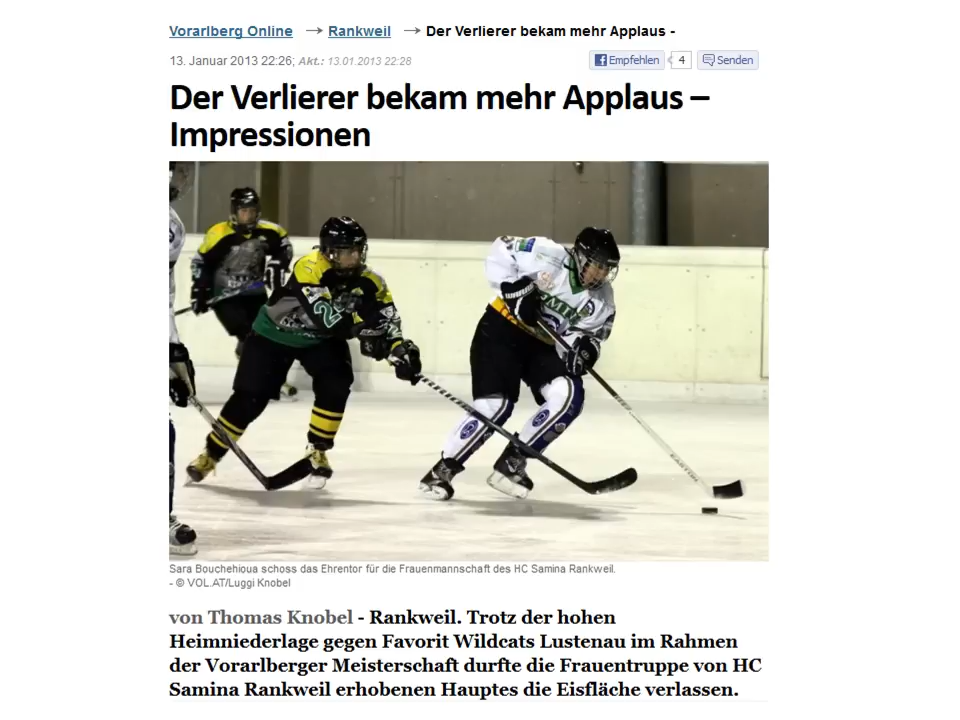 Vorarlberg Online → Rankweil → Der Verlierer bekam mehr Applaus -
13. Januar 2013 22:26; Akt.: 13.01.2013 22:28
Empfehlen 4 Senden
Der Verlierer bekam mehr Applaus –
Impressionen
Sara Bouchehioua schoss das Ehrentor für die Frauenmannschaft des HC Samina Rankweil.
- © VOL.AT/Luggi Knobel
von Thomas Knobel - Rankweil. Trotz der hohen
Heimniederlage gegen Favorit Wildcats Lustenau im Rahmen
der Vorarlberger Meisterschaft durfte die Frauentruppe von HC
Samina Rankweil erhobenen Hauptes die Eisfläche verlassen.